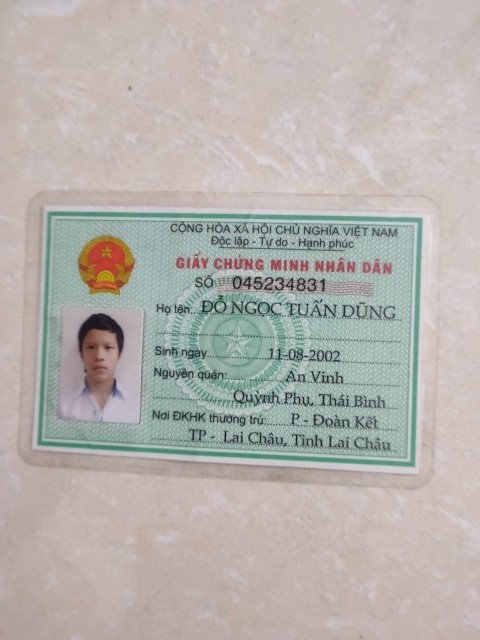 CỘNG HÒA XÃ HỘI CHỦ NGHĨA VIỆT NAM
Độc lập - Tự do - Hạnh phúc
GIẤY CHỨNG MINH NHÂN DÂN
SỐ 045234831
Họ tên: ĐỖ NGỌC TUẤN DŨNG
Sinh ngày 11-08-2002
Nguyên quán: An Vinh
Quỳnh Phụ, Thái Bình
Nơi ĐKHK thường trú: P - Đoàn Kết
TP - Lai Châu, Tỉnh Lai Châu